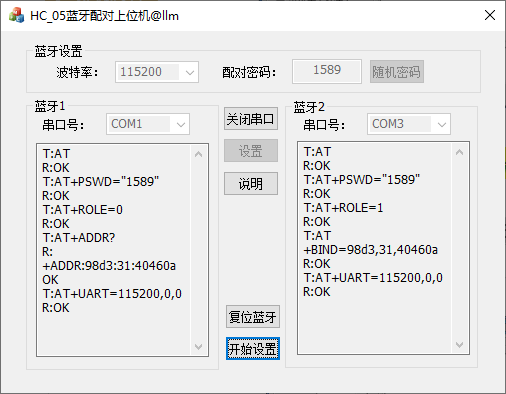 HC_05蓝牙配对上位机@llm
蓝牙设置
波特率： 115200 配对密码： 1589 随机密码
蓝牙1
串口号： COM1
T:AT
R:OK
T:AT+PSWD="1589"
R:OK
T:AT+ROLE=0
R:OK
T:AT+ADDR?
R:
+ADDR:98d3:31:40460a
OK
T:AT+UART=115200,0,0
R:OK
关闭串口
设置
说明
复位蓝牙
开始设置
蓝牙2
串口号： COM3
T:AT
R:OK
T:AT+PSWD="1589"
R:OK
T:AT+ROLE=1
R:OK
T:AT
+BIND=98d3,31,40460a
R:OK
T:AT+UART=115200,0,0
R:OK